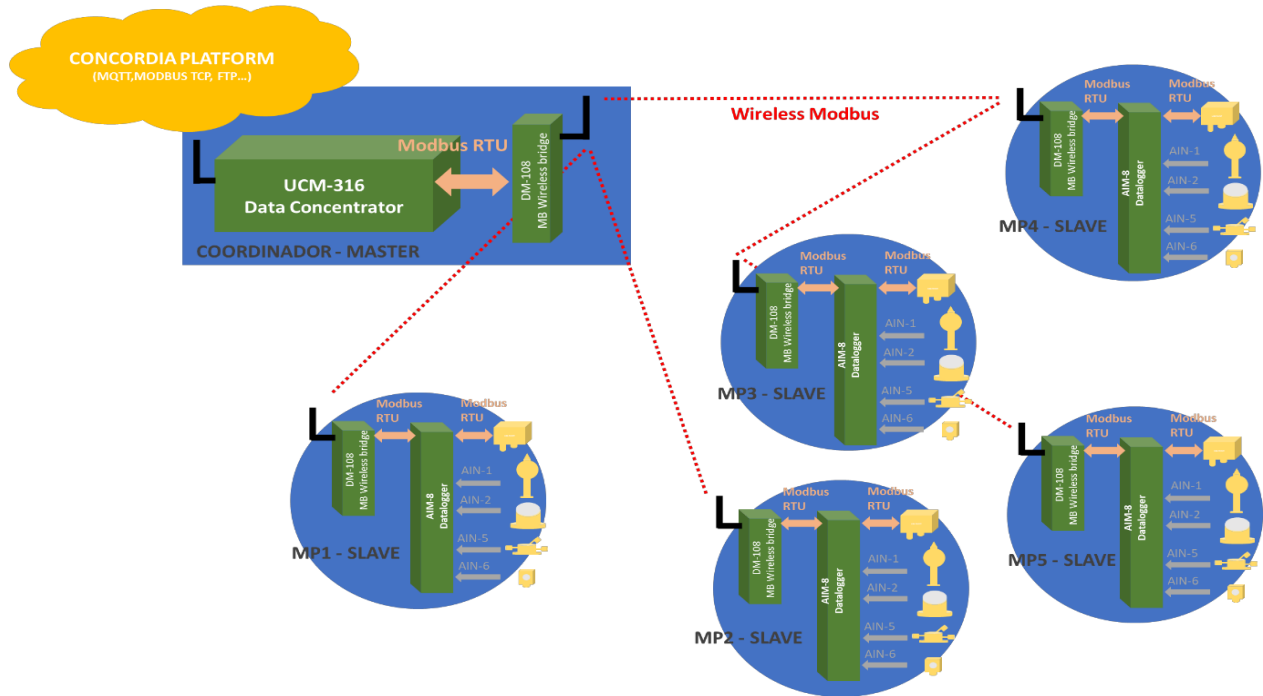 CONCORDIA PLATFORM
(MQTT,MODBUS TCP, FTP...)
Modbus RTU
UCM-316
Data Concentrator
DM-108
MB Wireless bridge
COORDINADOR - MASTER
Wireless Modbus
Modbus
RTU
Modbus
RTU
DM-108
MB Wireless bridge
AIM-8
Datalogger
AIN-1
AIN-2
AIN-5
AIN-6
MP4 - SLAVE
Modbus
RTU
Modbus
RTU
DM-108
MB Wireless bridge
AIM-8
Datalogger
AIN-1
AIN-2
AIN-5
AIN-6
MP3 - SLAVE
Modbus
RTU
Modbus
RTU
DM-108
MB Wireless bridge
AIM-8
Datalogger
AIN-1
AIN-2
AIN-5
AIN-6
MP1 - SLAVE
Modbus
RTU
Modbus
RTU
DM-108
MB Wireless bridge
AIM-8
Datalogger
AIN-1
AIN-2
AIN-5
AIN-6
MP2 - SLAVE
Modbus
RTU
Modbus
RTU
DM-108
MB Wireless bridge
AIM-8
Datalogger
AIN-1
AIN-2
AIN-5
AIN-6
MP5 - SLAVE